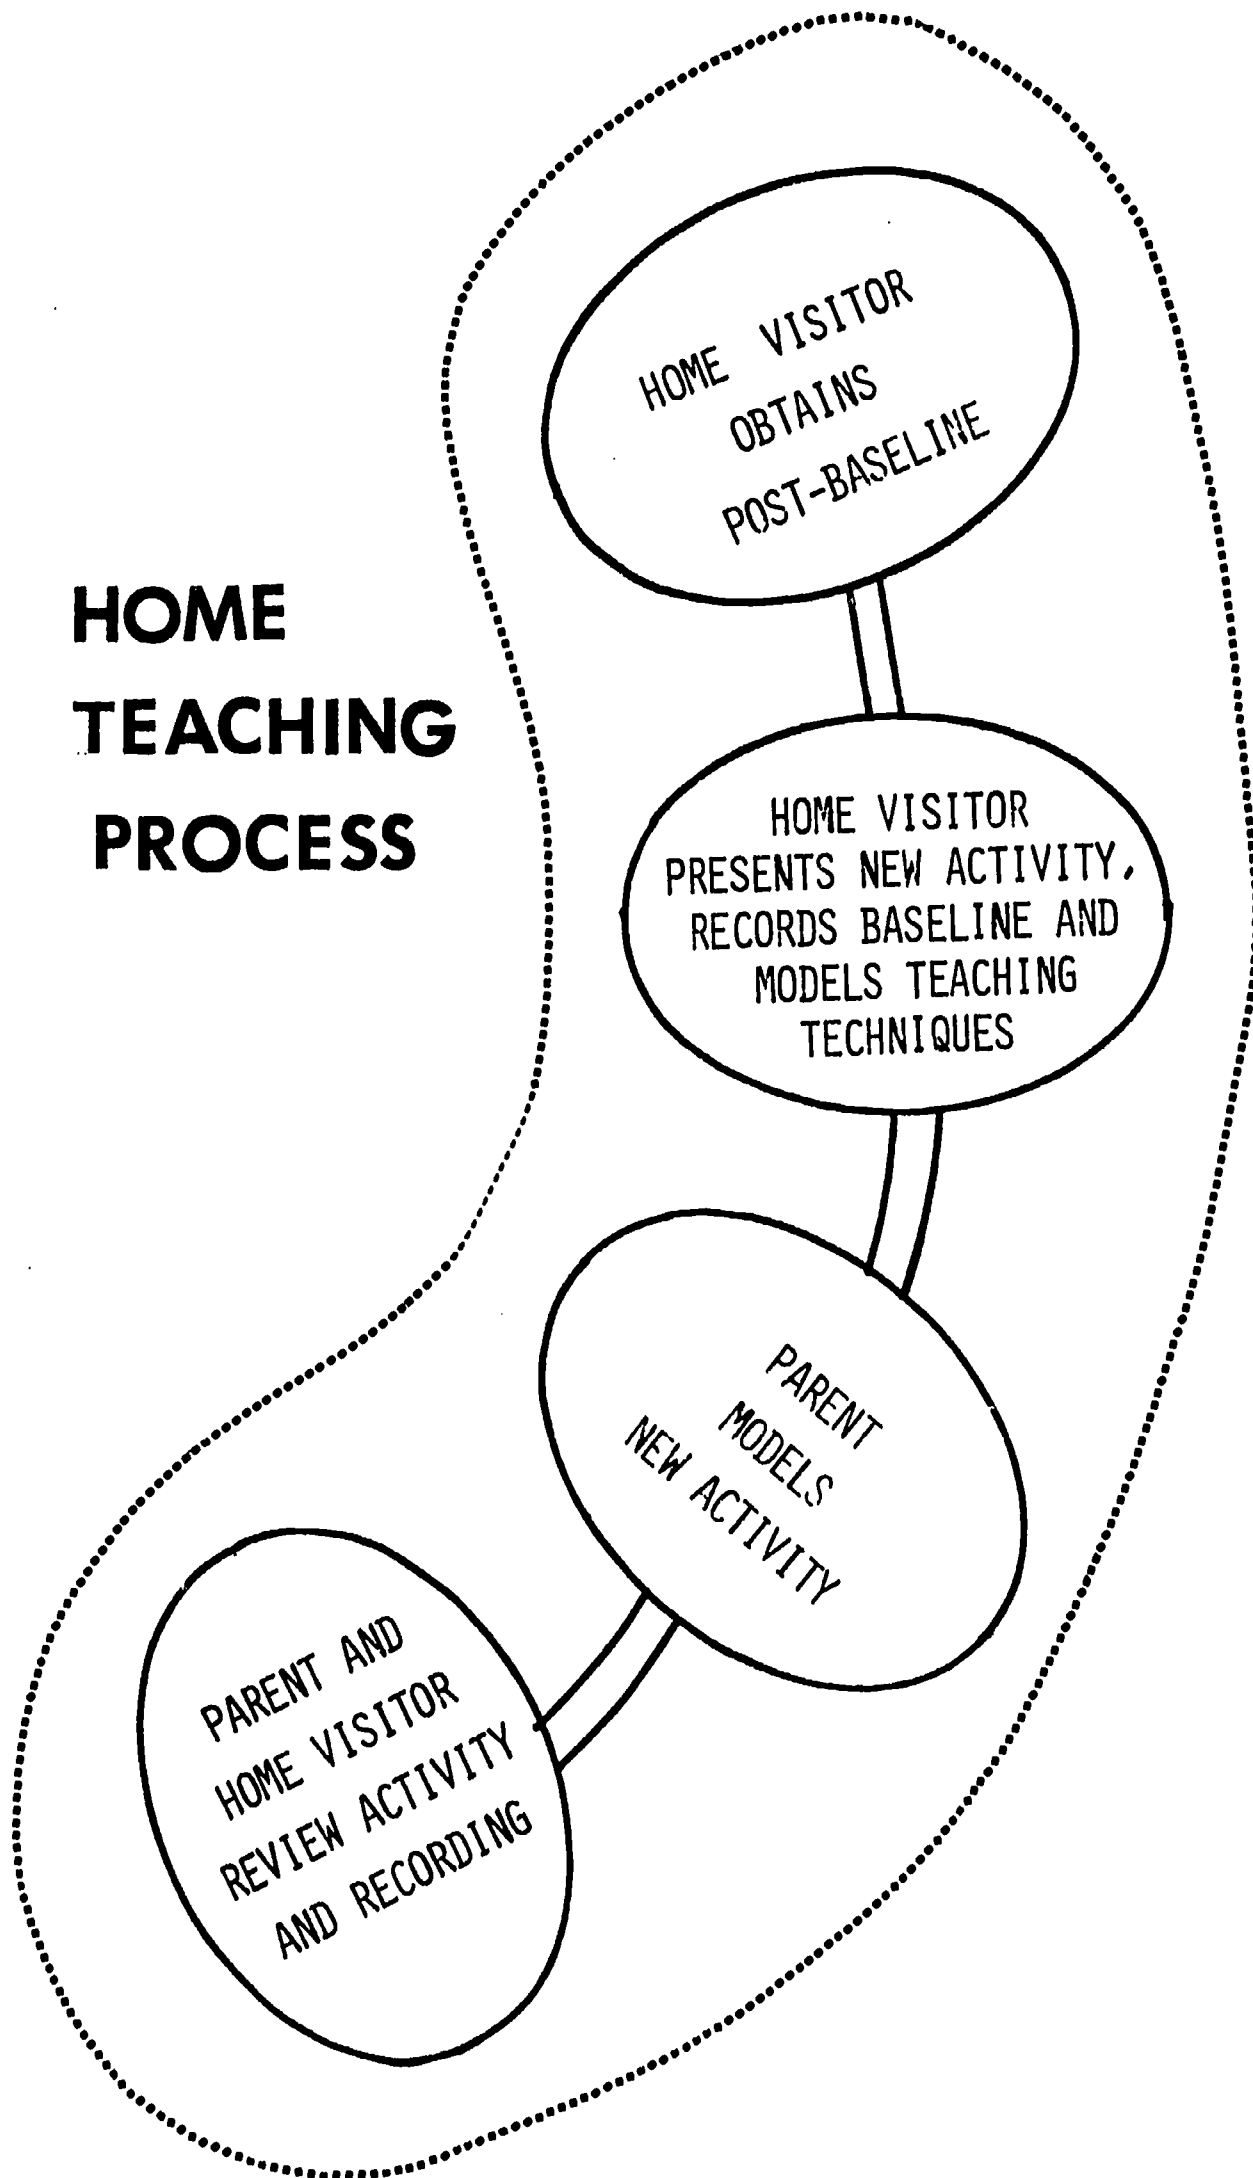 HOME
TEACHING
PROCESS
HOME VISITOR
OBTAINS
POST-BASELINE
HOME VISITOR
PRESENTS NEW ACTIVITY,
RECORDS BASELINE AND
MODELS TEACHING
TECHNIQUES
PARENT
MODELS
NEW ACTIVITY
PARENT AND
HOME VISITOR
REVIEW ACTIVITY
AND RECORDING